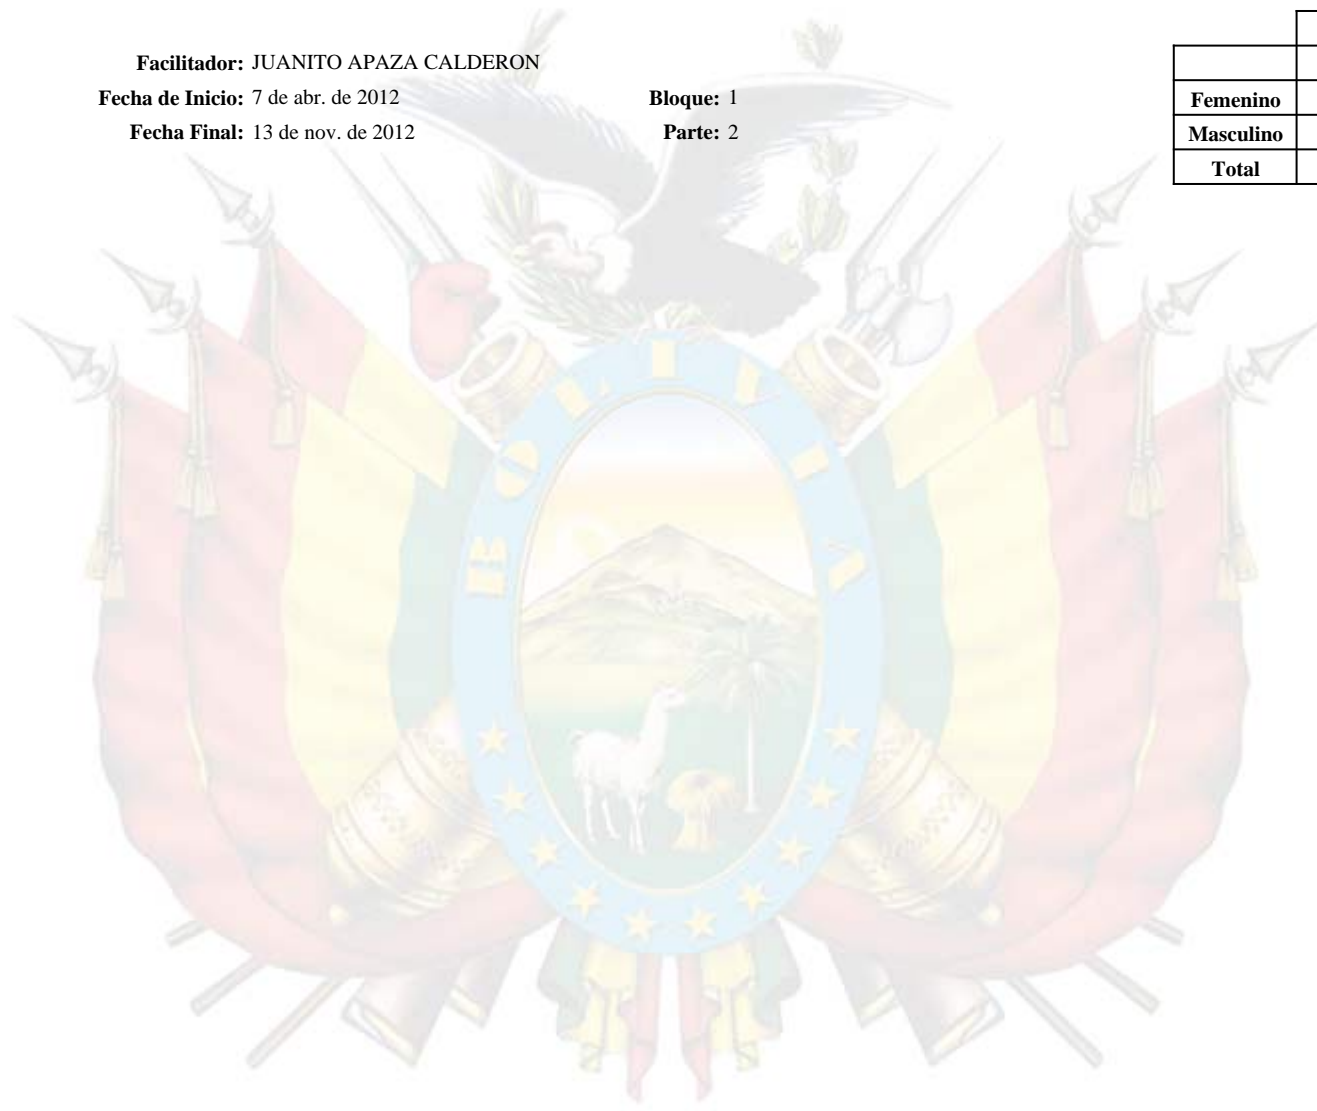 Facilitador: JUANITO APAZA CALDERON
Fecha de Inicio: 7 de abr. de 2012 Bloque: 1
Fecha Final: 13 de nov. de 2012 Parte: 2
Femenino
Masculino
Total
BOLIVIA